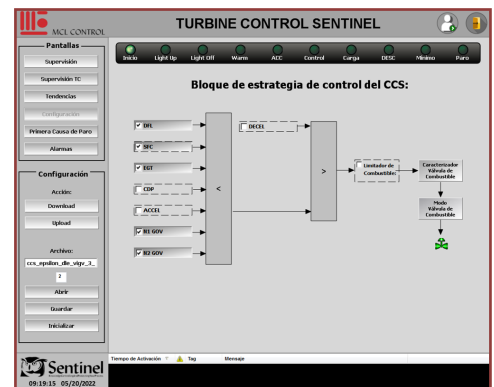 MCL CONTROL
TURBINE CONTROL SENTINEL
Pantallas
Supervisión
Supervisión TC
Tendencias
Configuración
Primera Causa de Paro
Alarmas
Inicio
Light Up
Light Off
Warm
ACC
Control
Carga
DESC
Mínimo
Paro
Bloque de estrategia de control del CCS:
DFL
SFC
EGT
CDP
ACCEL
N1 GOV
N2 GOV
<
DECEL
>
Limitador de
Combustible:
Caracterizador
Válvula de
Combustible
Modo
Válvula de
Combustible
Configuración
Acción:
Download
Upload
Archivo:
ccs_epsilon_dle_vigv_3_
2
Abrir
Guardar
Inicializar
Sentinel
09:19:15 05/20/2022
Tiempo de Activación
Tag
Mensaje